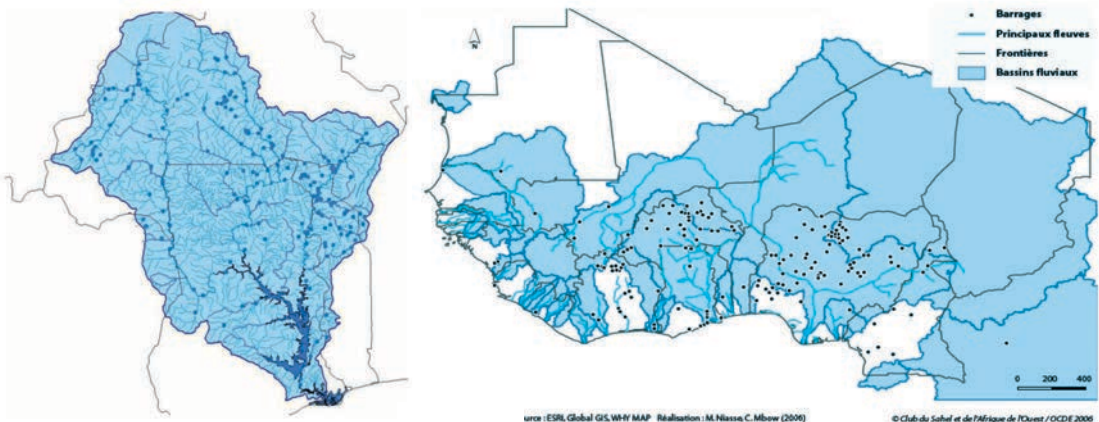 Barrages
Principaux fleuves
Frontières
Bassins fluviaux
N
0 200 400
urce : ESRI, Global GIS, WHY MAP Réalisation : M. Niasse, C. Mbow (2006)
© Club du Sahel et de l'Afrique de l'Ouest / OCDE 2006